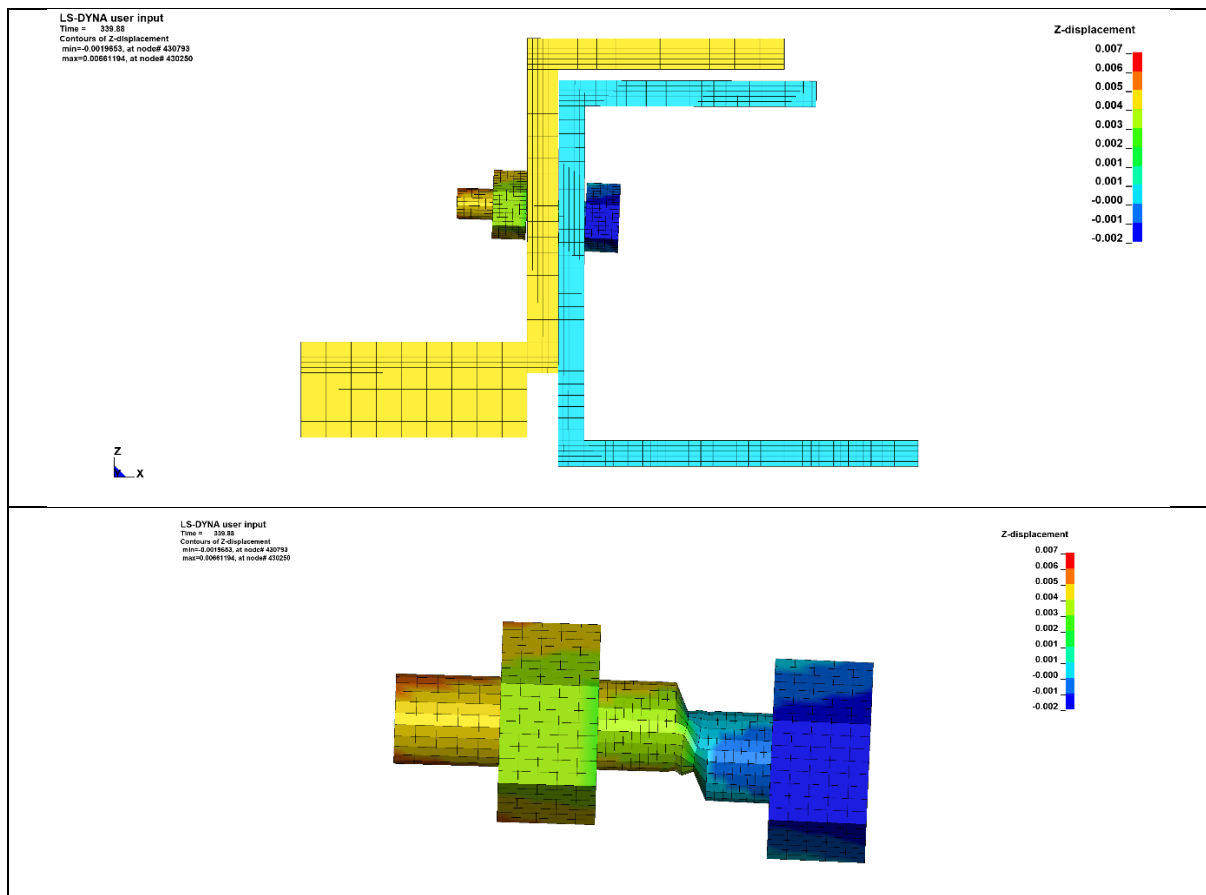 LS-DYNA user input
Time = 339.88
Contours of Z-displacement
min=-0.0019653, at node# 430793
max=0.00661194, at node# 430250
Z-displacement
0.007
0.006
0.005
0.004
0.003
0.002
0.001
0.001
-0.000
-0.001
-0.002
Z
X
LS-DYNA user input
Time = 339.88
Contours of Z-displacement
min=-0.0019653, at node# 430793
max=0.00661194, at node# 430250
Z-displacement
0.007
0.006
0.005
0.004
0.003
0.002
0.001
0.001
-0.000
-0.001
-0.002